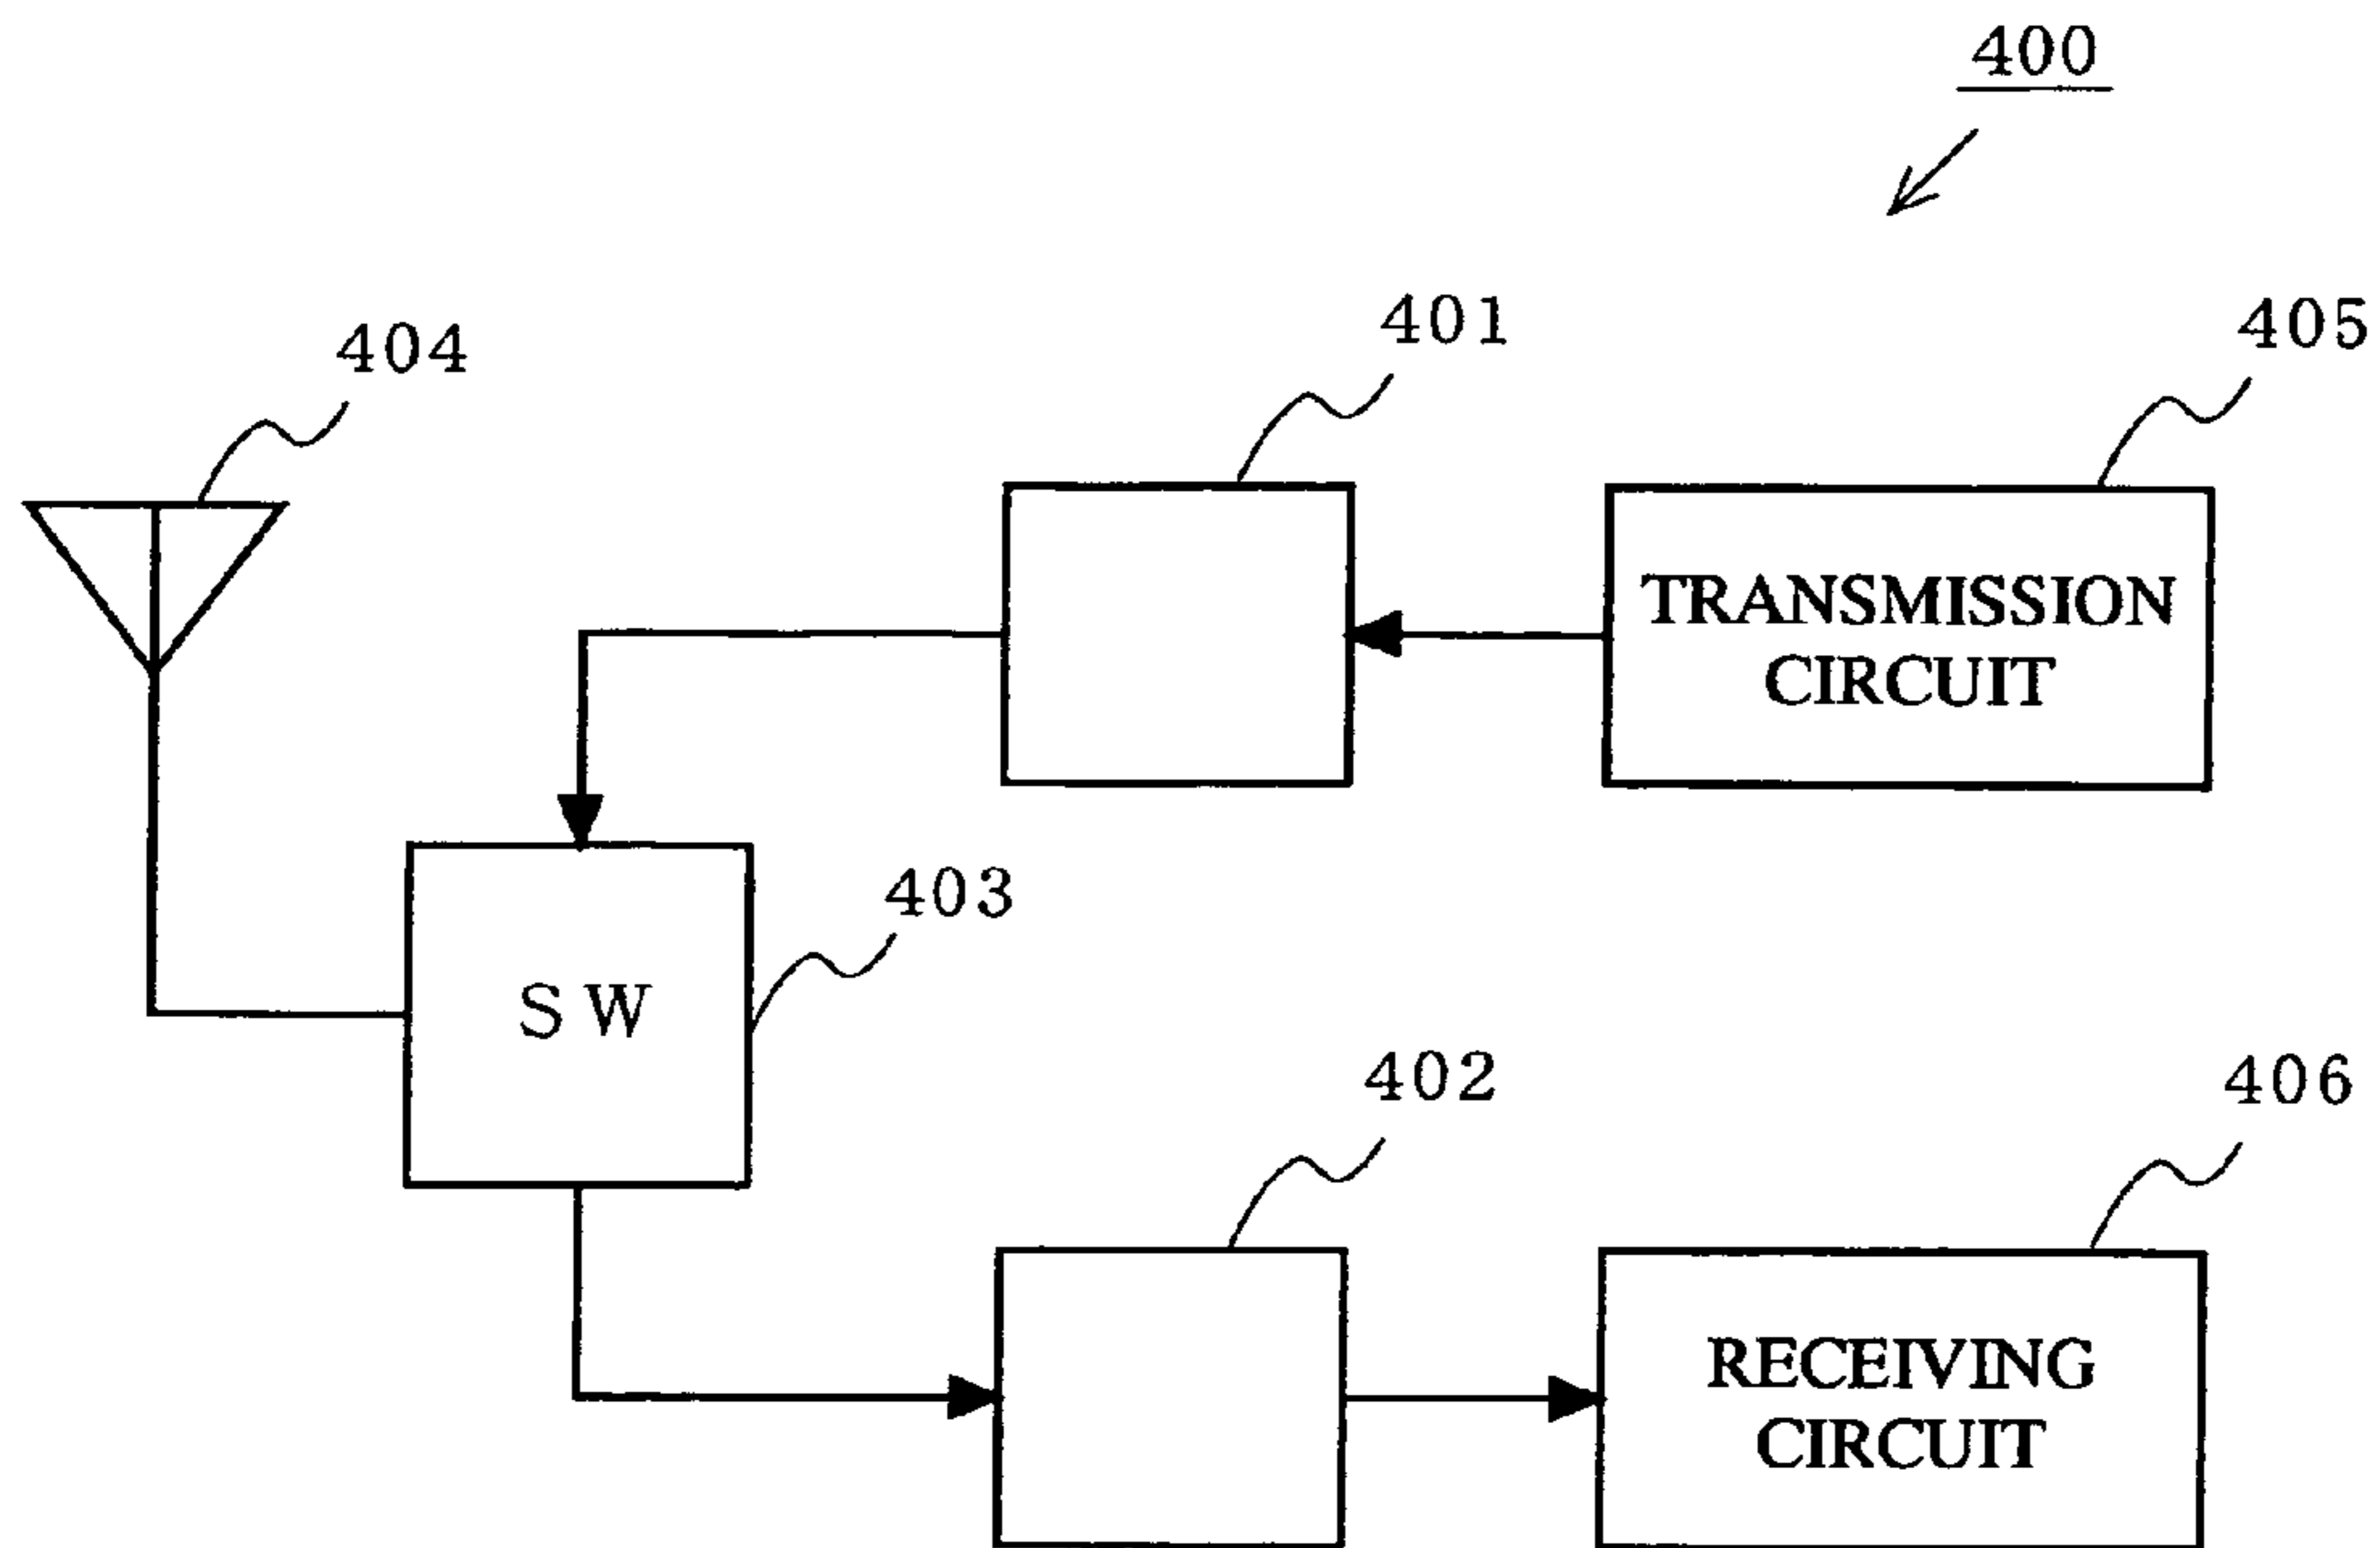 400
404
401
405
TRANSMISSION
CIRCUIT
403
SW
402
406
RECEIVING
CIRCUIT